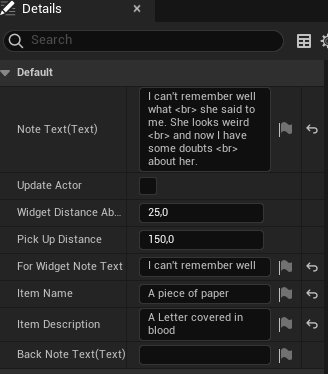 Details
Search
Default
Note Text(Text)
I can't remember well
what <br> she said to
me. She looks weird
<br> and now I have
some doubts <br>
about her.
Update Actor
Widget Distance Ab...
25,0
Pick Up Distance
150,0
For Widget Note Text
I can't remember well
Item Name
A piece of paper
Item Description
A Letter covered in
blood
Back Note Text(Text)